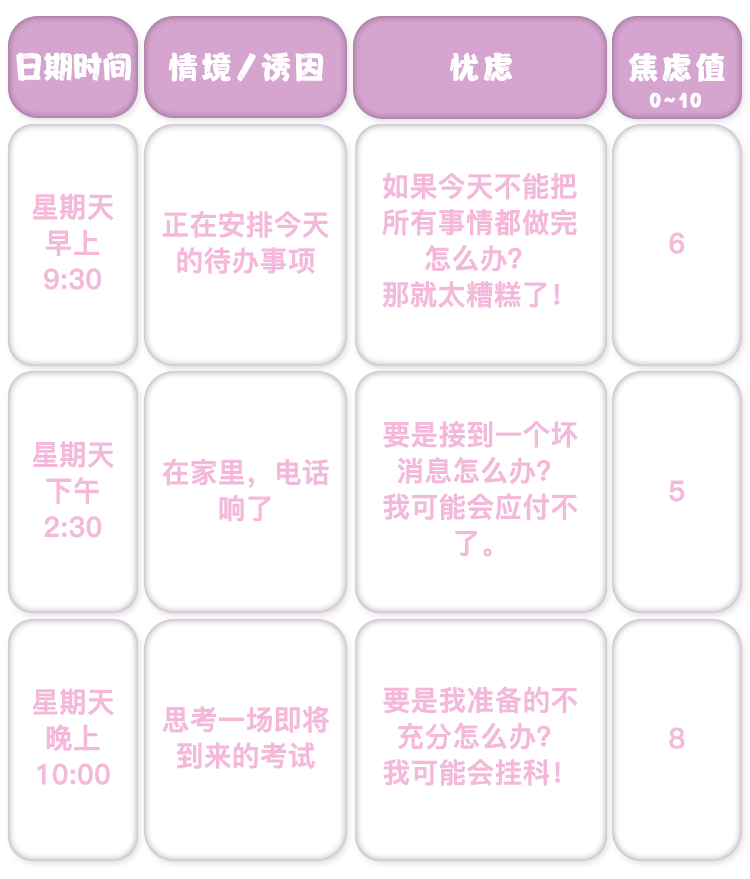 日期时间
情境/诱因
忧虑
焦虑值
0~10
星期天
早上
9:30
正在安排今天
的待办事项
如果今天不能把
所有事情都做完
怎么办?
那就太糟糕了!
6
星期天
下午
2:30
在家里，电话
响了
要是接到一个坏
消息怎么办?
我可能会应付不
了。
5
星期天
晚上
10:00
思考一场即将
到来的考试
要是我准备的不
充分怎么办?
我可能会挂科!
8